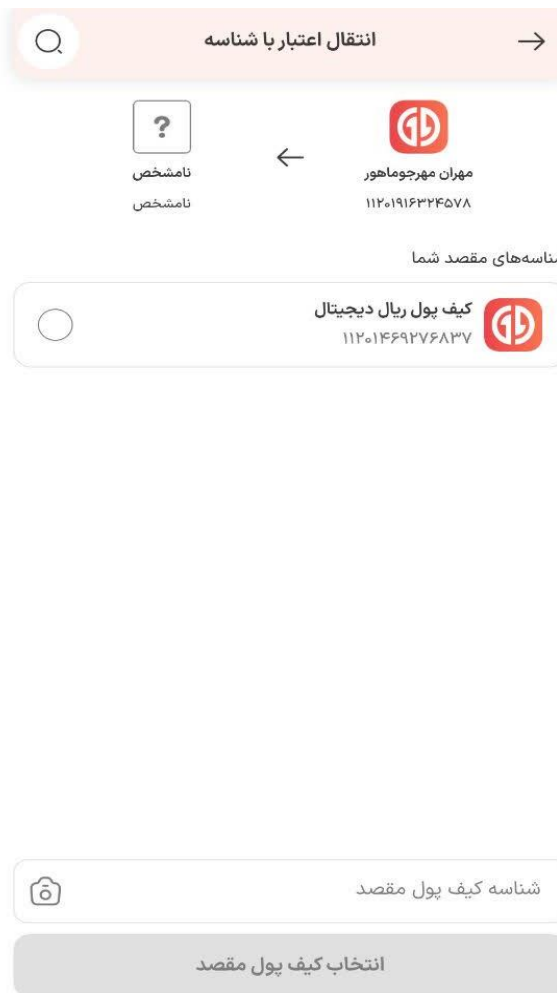 انتقال اعتبار با شناسه
مهران مهرجوماهور
۱۱۲۰۱۹۱۶۳۲۴۵۷۸
?
نامشخص
نامشخص
شناسه‌های مقصد شما
کیف پول ریال دیجیتال
۱۱۲۰۱۴۶۹۲۷۶۸۳۷
شناسه کیف پول مقصد
انتخاب کیف پول مقصد